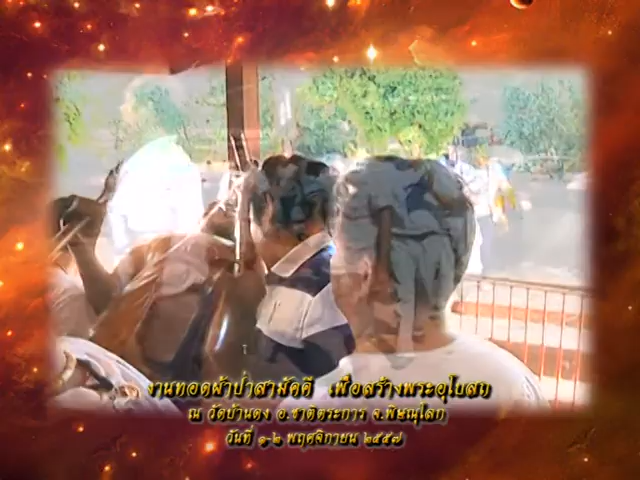 งานทอดผ้าป่าสามัคคี เพื่อสร้างพระอุโบสถ
ณ วัดบ้านดง อ.ชาติตระการ จ.พิษณุโลก
วันที่ ๑-๒ พฤศจิกายน ๒๕๕๗